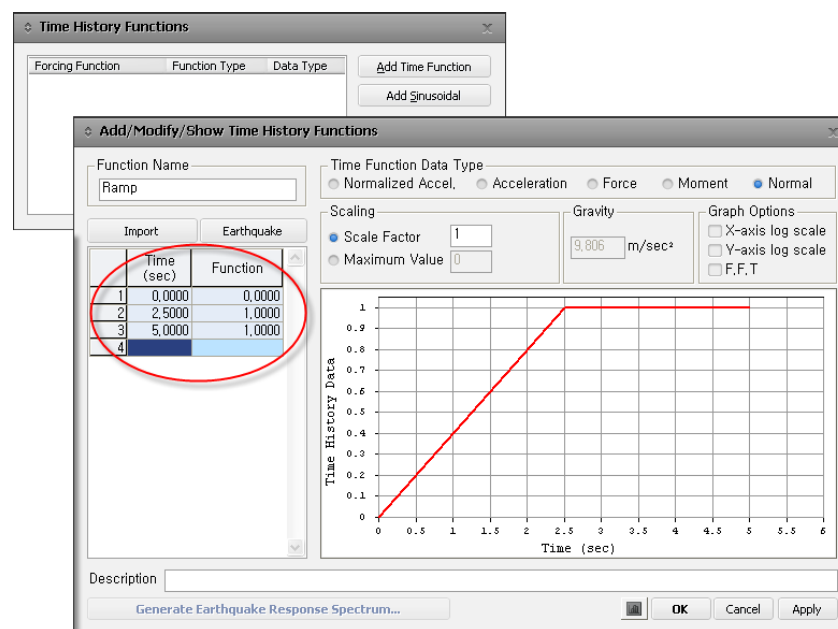 Time History Functions
Forcing Function Function Type Data Type
Add Time Function
Add Sinusoidal
Add/Modify/Show Time History Functions
Function Name
Ramp
Import Earthquake
Time (sec) Function
1 0,0000 0,0000
2 2,5000 1,0000
3 5,0000 1,0000
4
Time Function Data Type
Normalized Accel, Acceleration Force Moment Normal
Scaling
Scale Factor 1
Maximum Value 0
Gravity
9,806 m/sec²
Graph Options
X-axis log scale
Y-axis log scale
F,F,T
Time History Data
1
0.9
0.8
0.7
0.6
0.5
0.4
0.3
0.2
0.1
0
0 0.5 1 1.5 2 2.5 3 3.5 4 4.5 5 5.5 6
Time (sec)
Description
Generate Earthquake Response Spectrum...
OK Cancel Apply